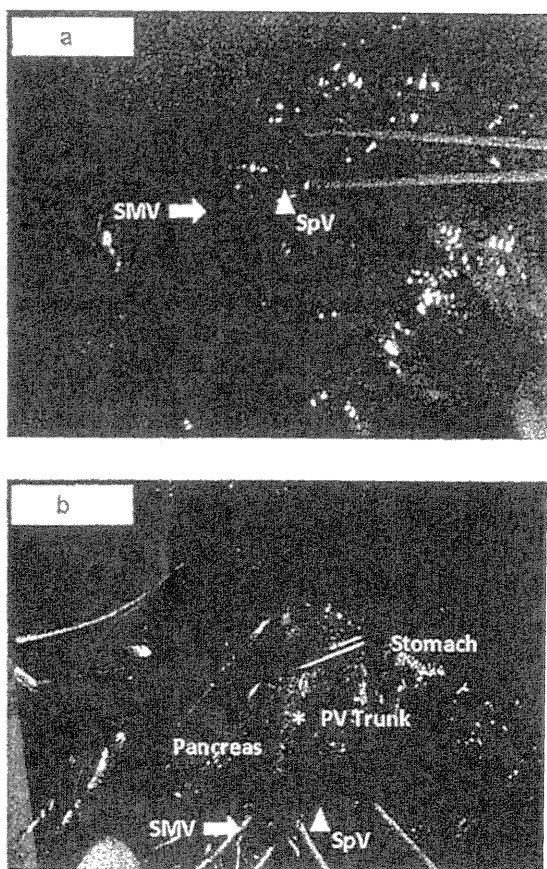 a
SMV
SpV
b
Stomach
PV Trunk
*
Pancreas
SMV
SpV